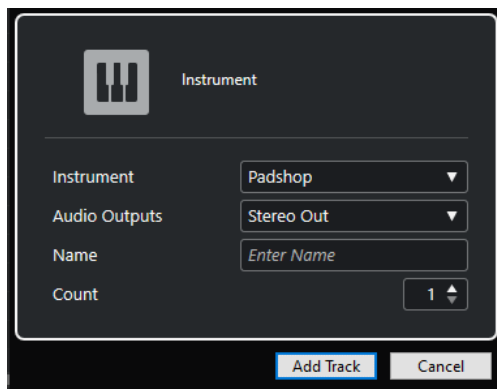 Instrument
Instrument Padshop
Audio Outputs Stereo Out
Name Enter Name
Count 1
Add Track Cancel